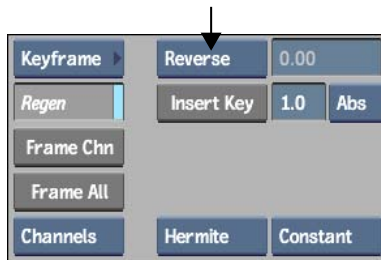 Keyframe Reverse 0.00
Regen Insert Key 1.0 Abs
Frame Chn
Frame All
Channels Hermite Constant